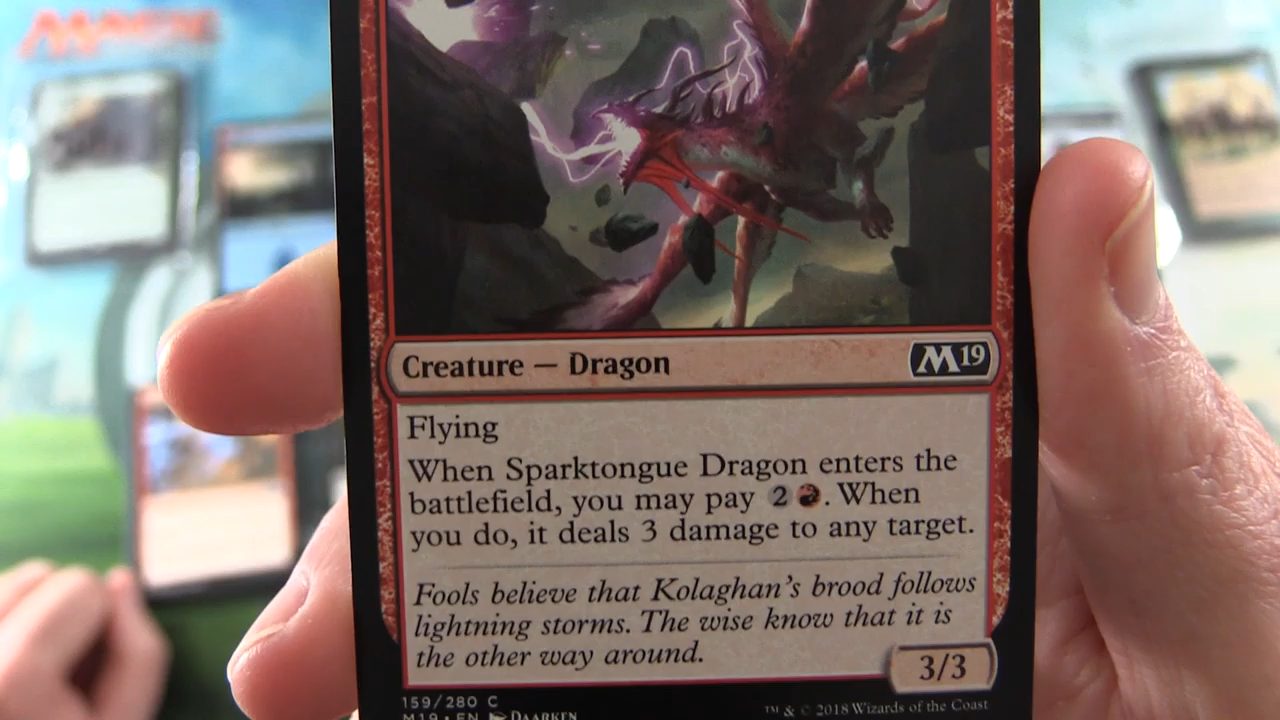 MAGIC
Creature — Dragon
M19
Flying
When Sparktongue Dragon enters the
battlefield, you may pay 2 . When
you do, it deals 3 damage to any target.
Fools believe that Kolaghan's brood follows
lightning storms. The wise know that it is
the other way around.
3/3
159/280 C
M19 • EN DAARKEN
™ & © 2018 Wizards of the Coast